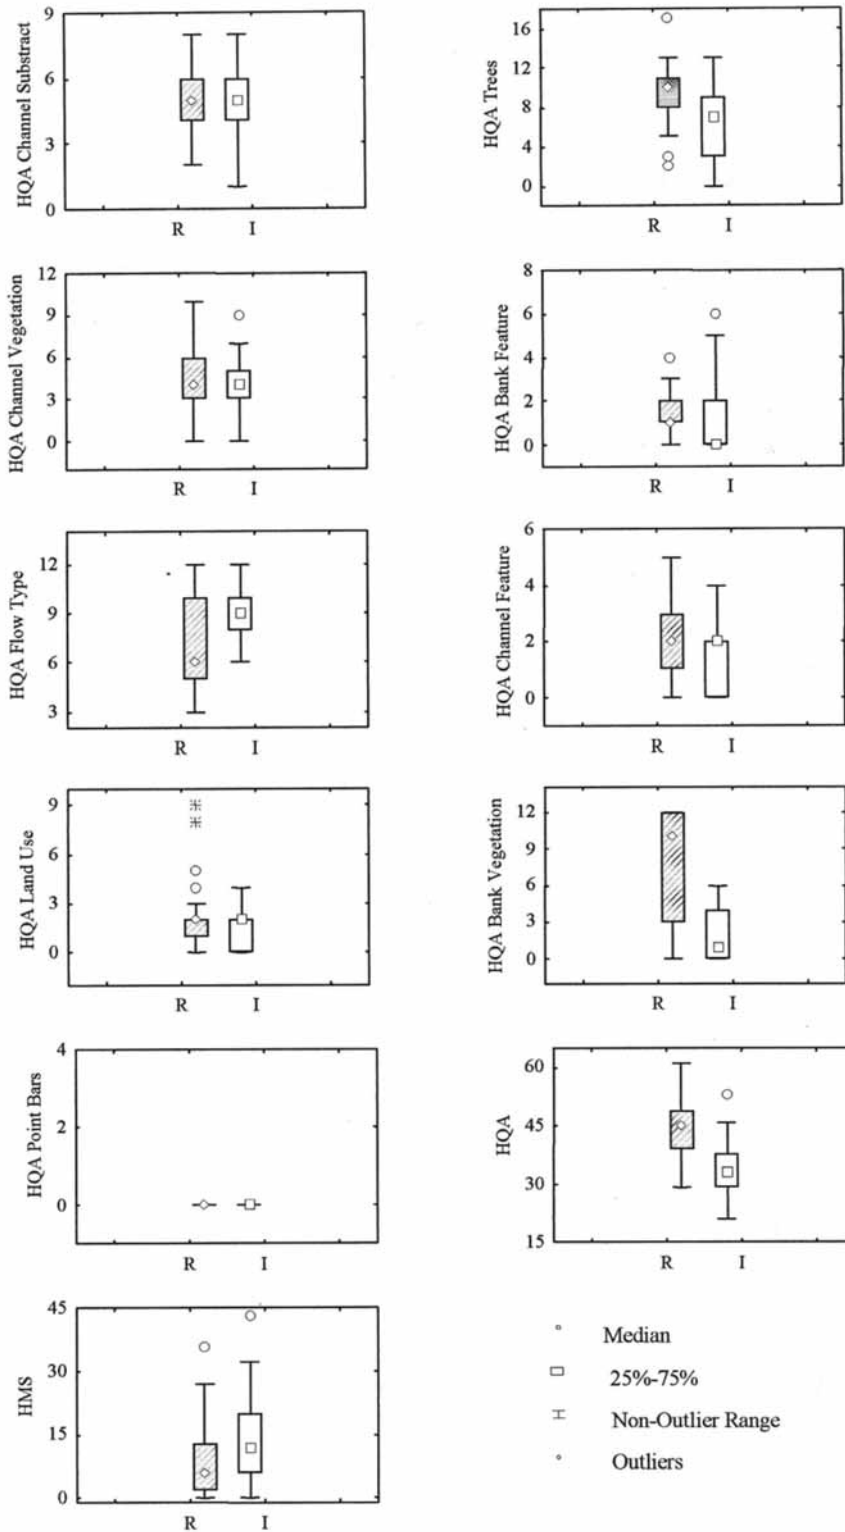 HQA Channel Substract
9
6
3
0
R I
HQA Trees
16
12
8
4
0
R I
HQA Channel Vegetation
12
9
6
3
0
R I
HQA Bank Feature
8
6
4
2
0
R I
HQA Flow Type
12
9
6
3
R I
HQA Channel Feature
6
4
2
0
R I
HQA Land Use
9
6
3
0
R I
HQA Bank Vegetation
12
9
6
3
0
R I
HQA Point Bars
4
2
0
R I
HQA
60
45
30
15
R I
HMS
45
30
15
0
R I
Median
25%-75%
Non-Outlier Range
Outliers